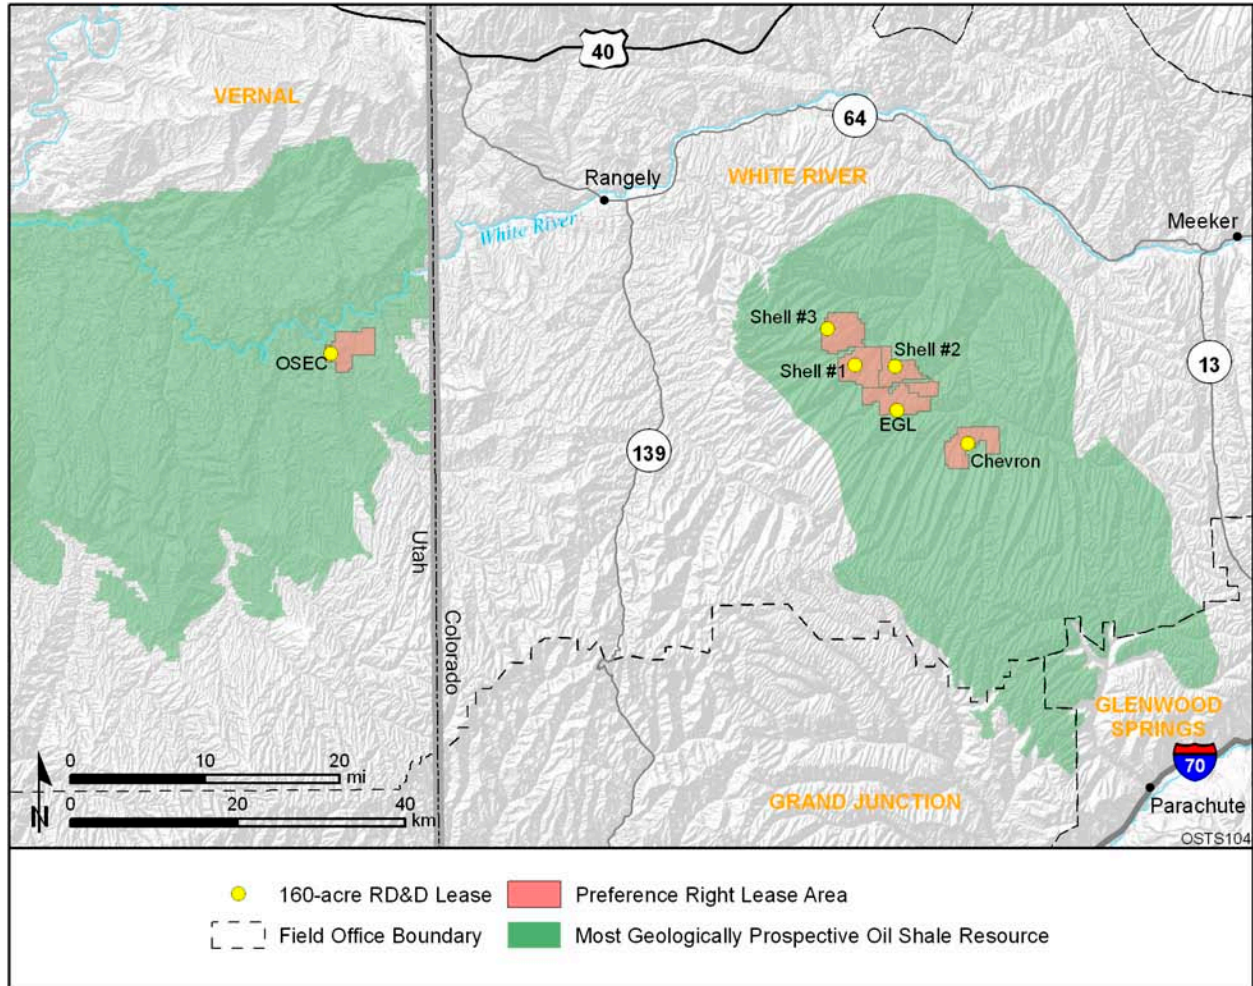 40
VERNAL
64
Rangely
WHITE RIVER
White River
Meeker
Shell #3
Shell #2
OSEC
Shell #1
13
EGL
139
Chevron
Utah
Colorado
GLENWOOD
SPRINGS
0 10 20
mi
70
N
0 20 40
km
GRAND JUNCTION
Parachute
OSTS104
160-acre RD&D Lease
Preference Right Lease Area
Field Office Boundary
Most Geologically Prospective Oil Shale Resource